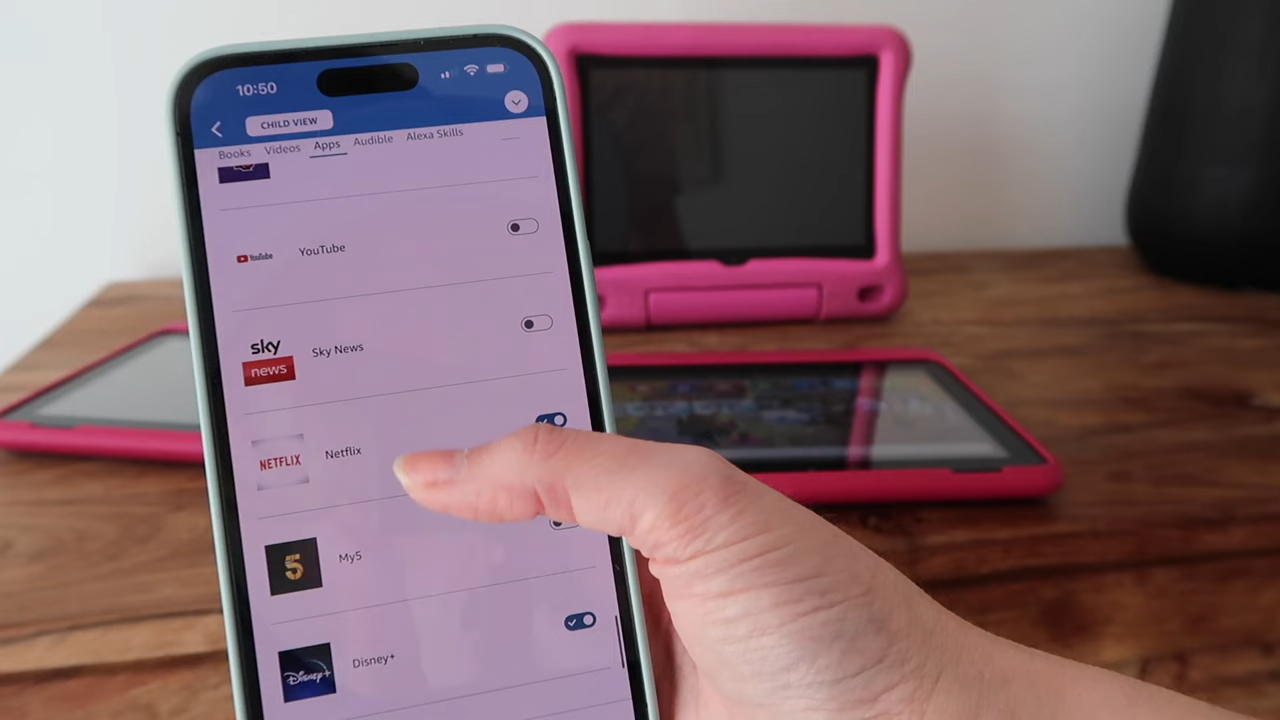 10:50
CHILD VIEW
Books Videos Apps Audible Alexa Skills
YouTube YouTube
sky
news
Sky News
NETFLIX Netflix
5 My5
Disney+ Disney+